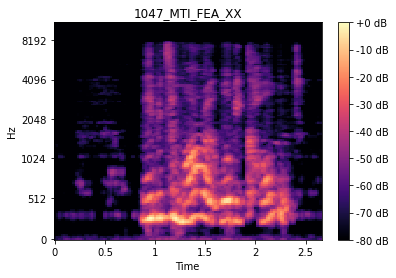 1047_MTI_FEA_XX
8192
4096
2048
1024
512
0
Hz
0
0.5
1
1.5
2
2.5
Time
+0 dB
-10 dB
-20 dB
-30 dB
-40 dB
-50 dB
-60 dB
-70 dB
-80 dB